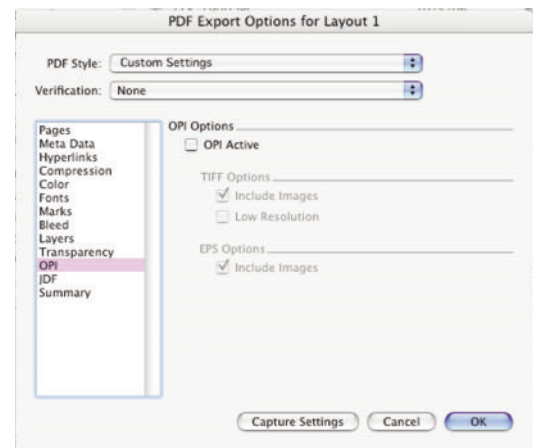 PDF Export Options for Layout 1
PDF Style: Custom Settings
Verification: None
Pages
Meta Data
Hyperlinks
Compression
Color
Fonts
Marks
Bleed
Layers
Transparency
OPI
JDF
Summary
OPI Options
OPI Active
TIFF Options
Include Images
Low Resolution
EPS Options
Include Images
Capture Settings
Cancel
OK